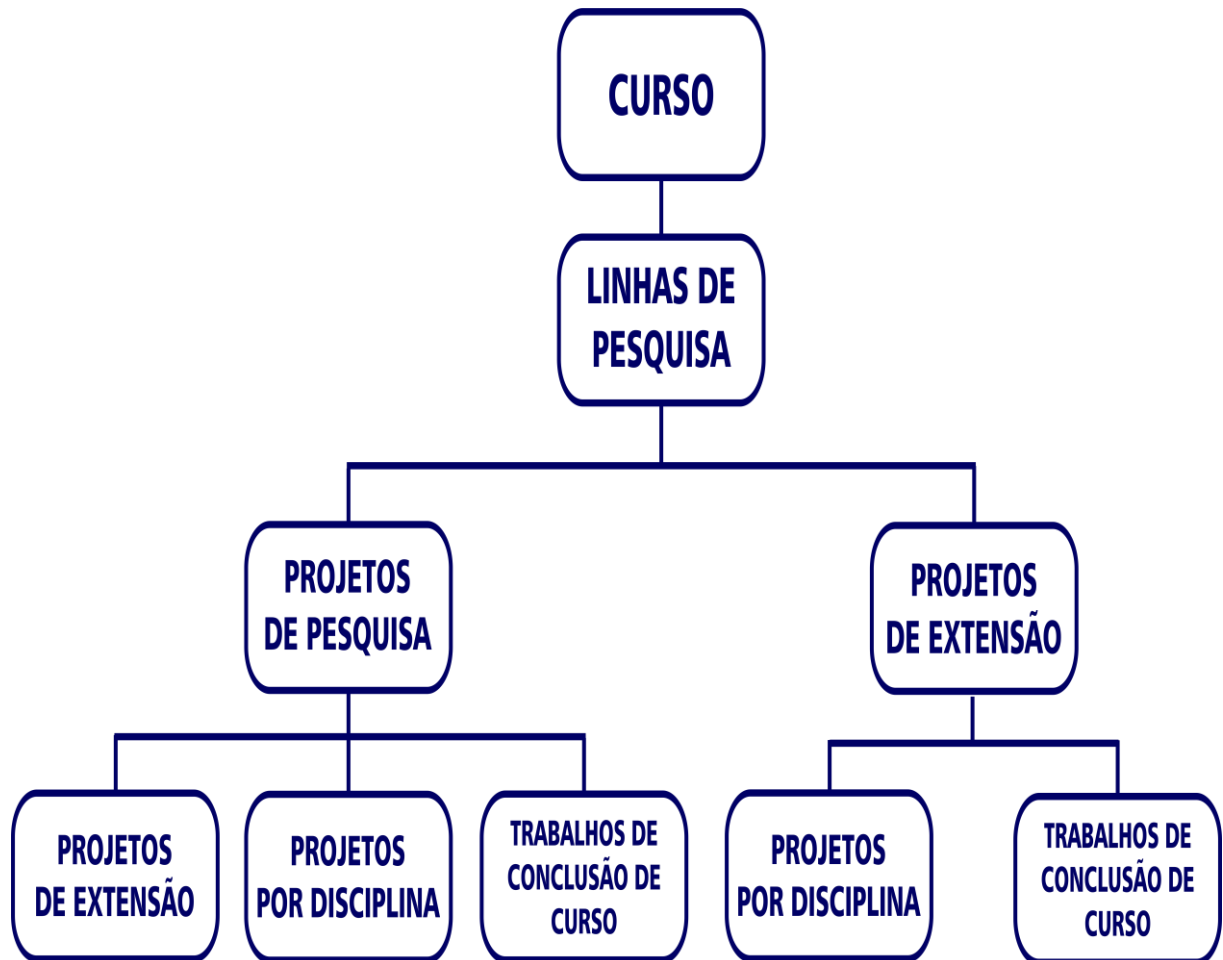 CURSO
LINHAS DE
PESQUISA
PROJETOS
DE PESQUISA
PROJETOS
DE EXTENSÃO
PROJETOS
DE EXTENSÃO
PROJETOS
POR DISCIPLINA
TRABALHOS DE
CONCLUSÃO DE
CURSO
PROJETOS
POR DISCIPLINA
TRABALHOS DE
CONCLUSÃO DE
CURSO